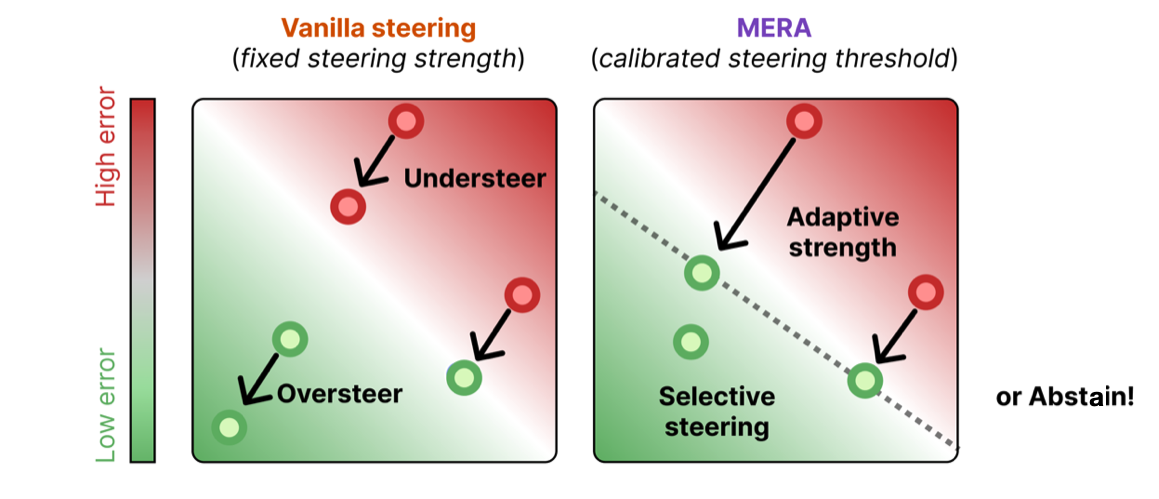 Vanilla steering
(fixed steering strength)
MERA
(calibrated steering threshold)
High error
Low error
Understeer
Oversteer
Adaptive
strength
Selective
steering
or Abstain!